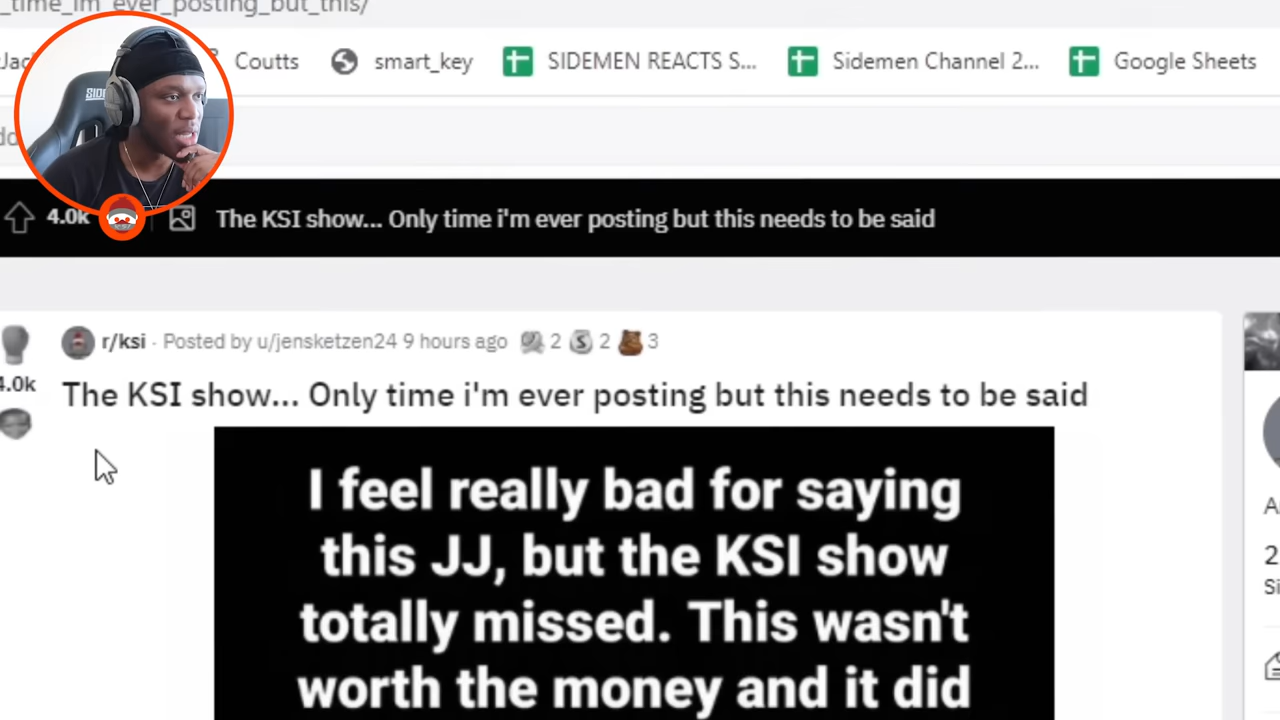 _time_im_ever_posting_but_this/
Coutts smart_key SIDEMEN REACTS S... Sidemen Channel 2... Google Sheets
4.0k The KSI show... Only time i'm ever posting but this needs to be said
r/ksi · Posted by u/jensketzen24 9 hours ago 2 2 3
4.0k
The KSI show... Only time i'm ever posting but this needs to be said
I feel really bad for saying
this JJ, but the KSI show
totally missed. This wasn't
worth the money and it did